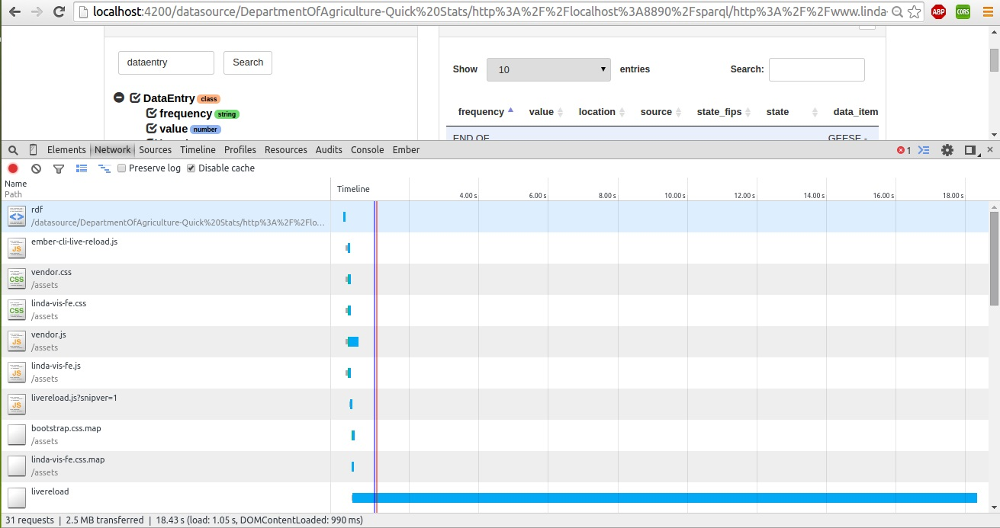 localhost:4200/datasource/DepartmentOfAgriculture-Quick%20Stats/http%3A%2F%2Flocalhost%3A8890%2Fsparql/http%3A%2F%2Fwww.linda-
ABP
CORS
dataentry Search
Show 10 entries Search:
DataEntry class
frequency string
value number
frequency value location source state_fips state data_item
END OF GEESE -
Elements Network Sources Timeline Profiles Resources Audits Console Ember 1
Preserve log Disable cache
Name
Path
Timeline
4.00 s 6.00 s 8.00 s 10.00 s 12.00 s 14.00 s 16.00 s 18.00 s
rdf
/datasource/DepartmentOfAgriculture-Quick%20Stats/http%3A%2F%2Flo...
JS
ember-cli-live-reload.js
CSS
vendor.css
/assets
CSS
linda-vis-fe.css
/assets
JS
vendor.js
/assets
JS
linda-vis-fe.js
/assets
JS
livereload.js?snipver=1
bootstrap.css.map
/assets
linda-vis-fe.css.map
/assets
livereload
31 requests | 2.5 MB transferred | 18.43 s (load: 1.05 s, DOMContentLoaded: 990 ms)